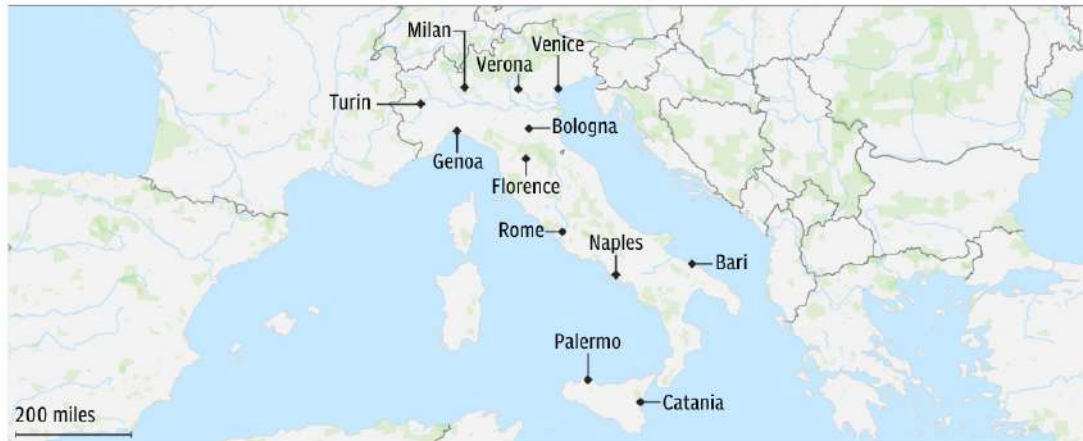 Milan
Venice
Verona
Turin
Bologna
Genoa
Florence
Rome
Naples
Bari
Palermo
Catania
200 miles